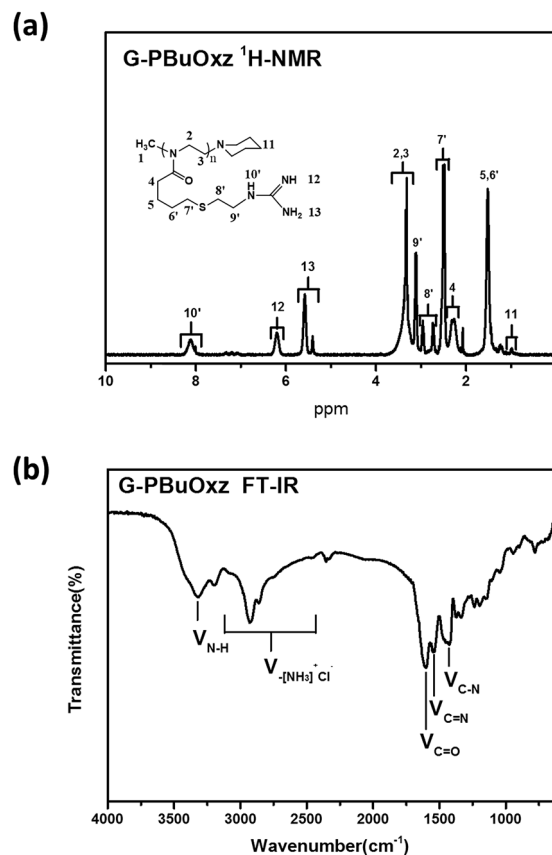 (a)
G-PBuOxz ¹H-NMR
H₃C
N
2
3
n
N
11
1
O
4
5
6'
7'
S
8'
9'
10'
H
N
NH
12
NH₂
13
10'
12
13
2,3
9'
8'
7'
4
5,6'
11
10 8 6 4 2 0
ppm
(b)
G-PBuOxz FT-IR
Transmittance(%)
V N-H
V -[NH₃]⁺Cl⁻
V C-N
V C=N
V C=O
4000 3500 3000 2500 2000 1500 1000
Wavenumber(cm⁻¹)